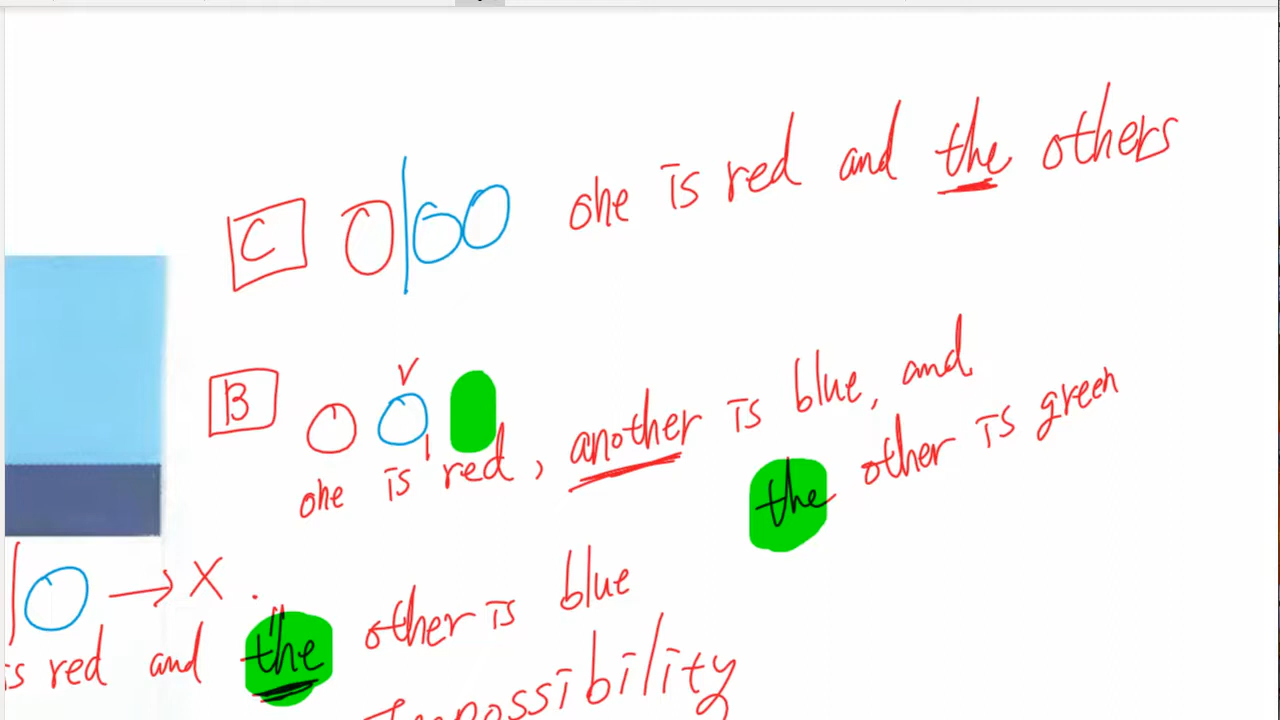 C one is red and the others
B
one is red, another is blue, and
the other is green
→ X .
is red and the other is blue
Impossibility